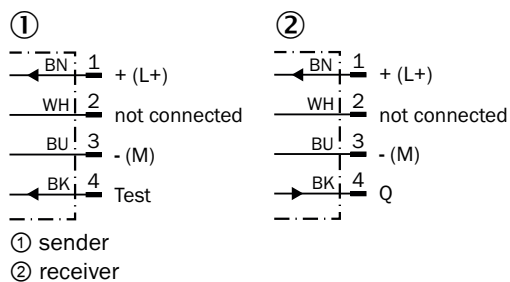 ① ②
BN 1 + (L+) BN 1 + (L+)
WH 2 not connected WH 2 not connected
BU 3 - (M) BU 3 - (M)
BK 4 Test BK 4 Q
① sender
② receiver